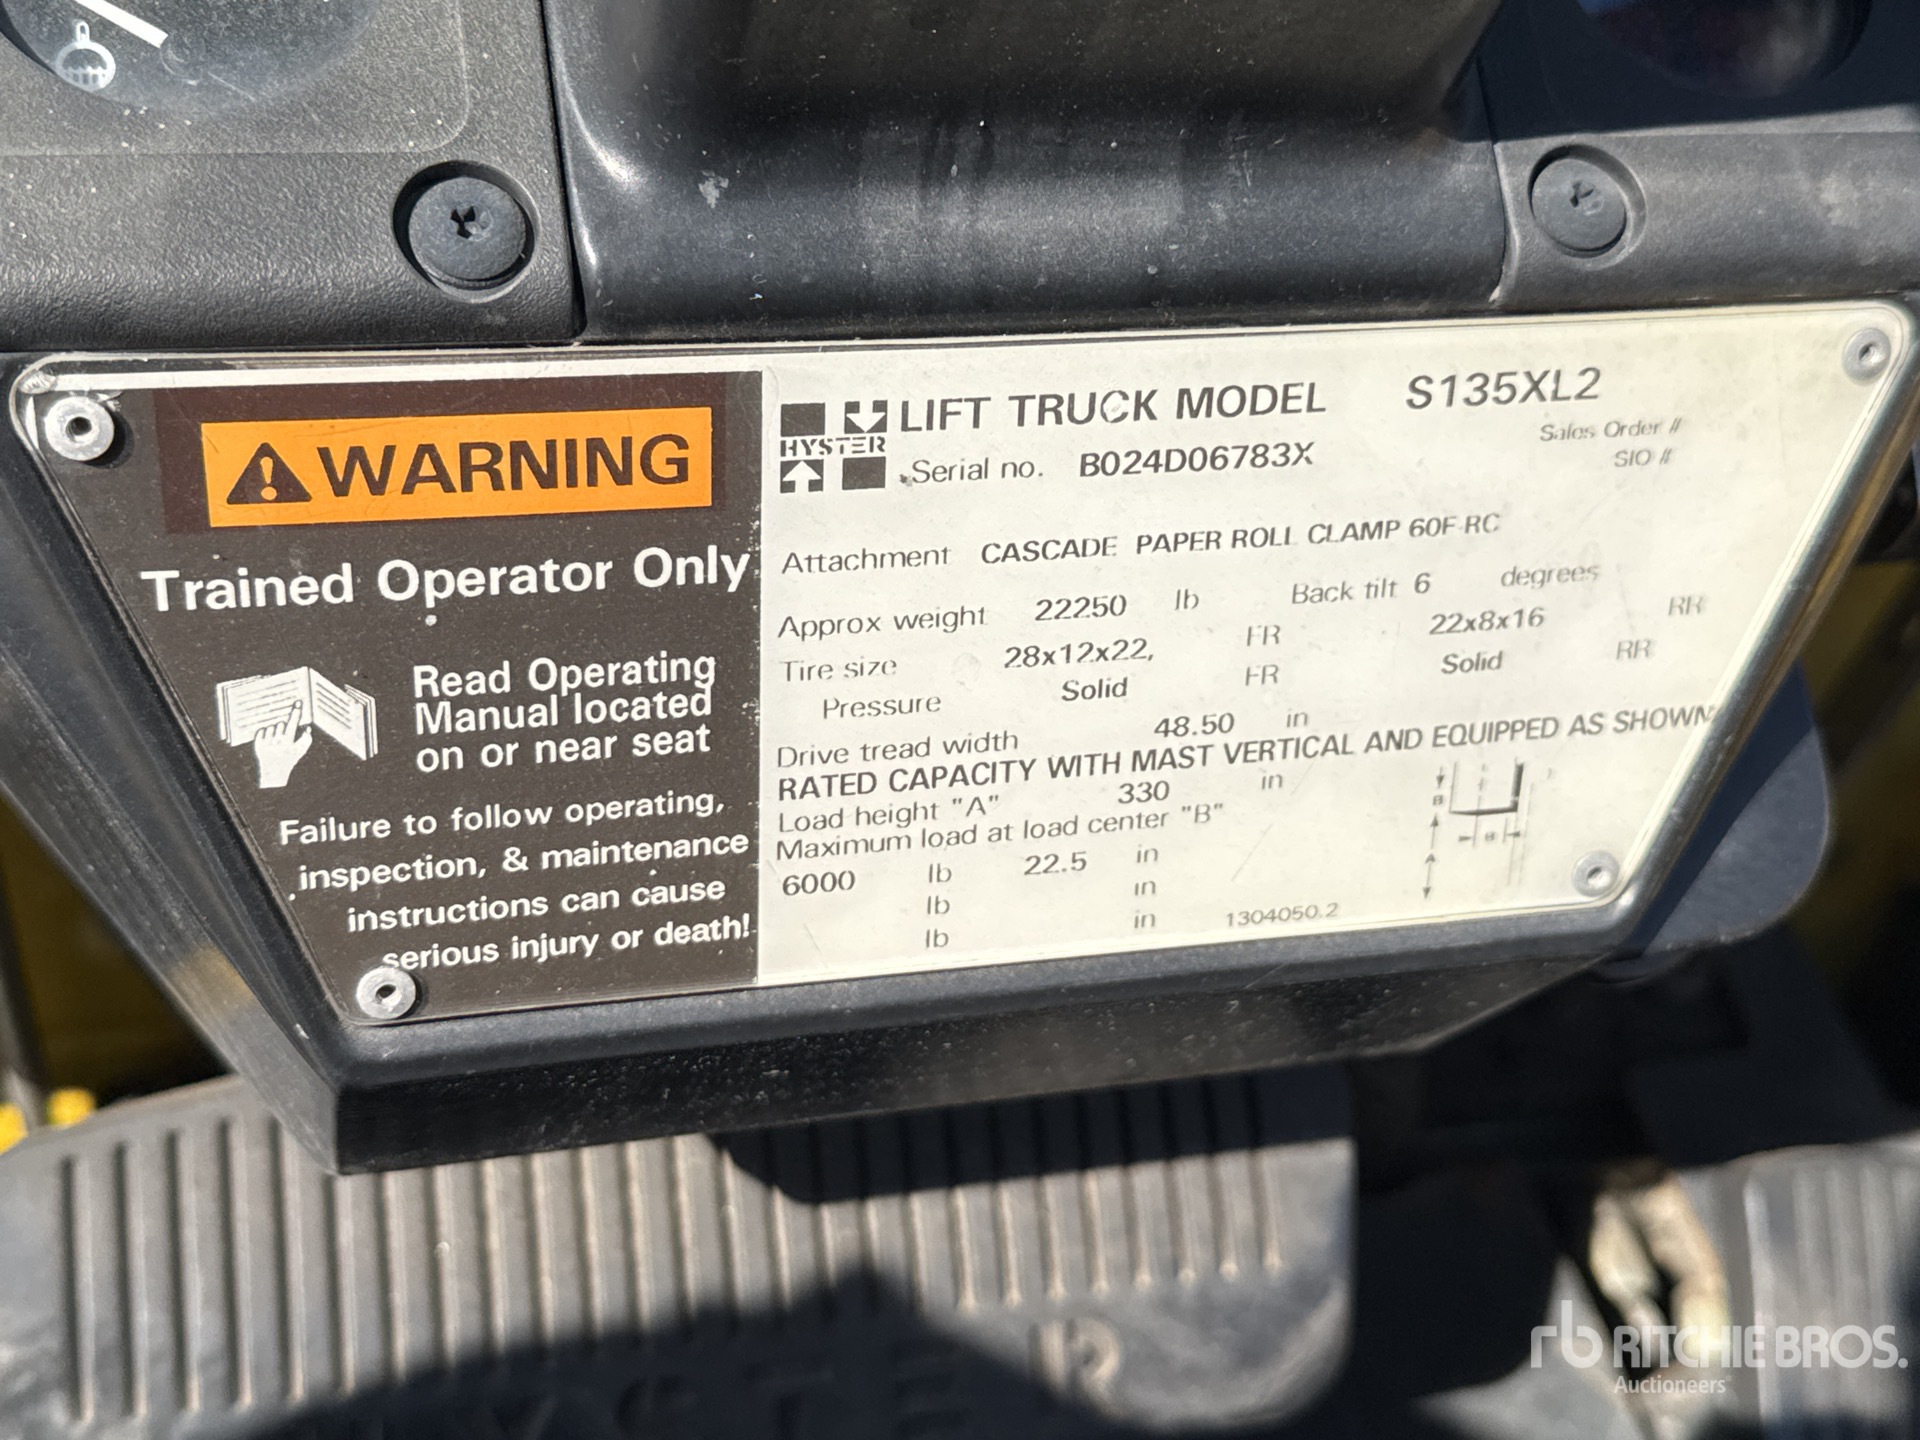 WARNING
Trained Operator Only
Read Operating
Manual located
on or near seat
Failure to follow operating,
inspection, & maintenance
instructions can cause
serious injury or death!
HYSTER
LIFT TRUCK MODEL S135XL2
Serial no. B024D06783X
Sales Order #
SIO #
Attachment CASCADE PAPER ROLL CLAMP 60F-RC
Approx weight 22250 lb Back tilt 6 degrees
Tire size 28x12x22, FR 22x8x16 RR
Pressure Solid FR Solid RR
Drive tread width 48.50 in
RATED CAPACITY WITH MAST VERTICAL AND EQUIPPED AS SHOWN
Load height "A" 330 in
Maximum load at load center "B"
6000 lb 22.5 in
lb in
lb in 1304050.2
B
B
A
rb RITCHIE BROS.
Auctioneers